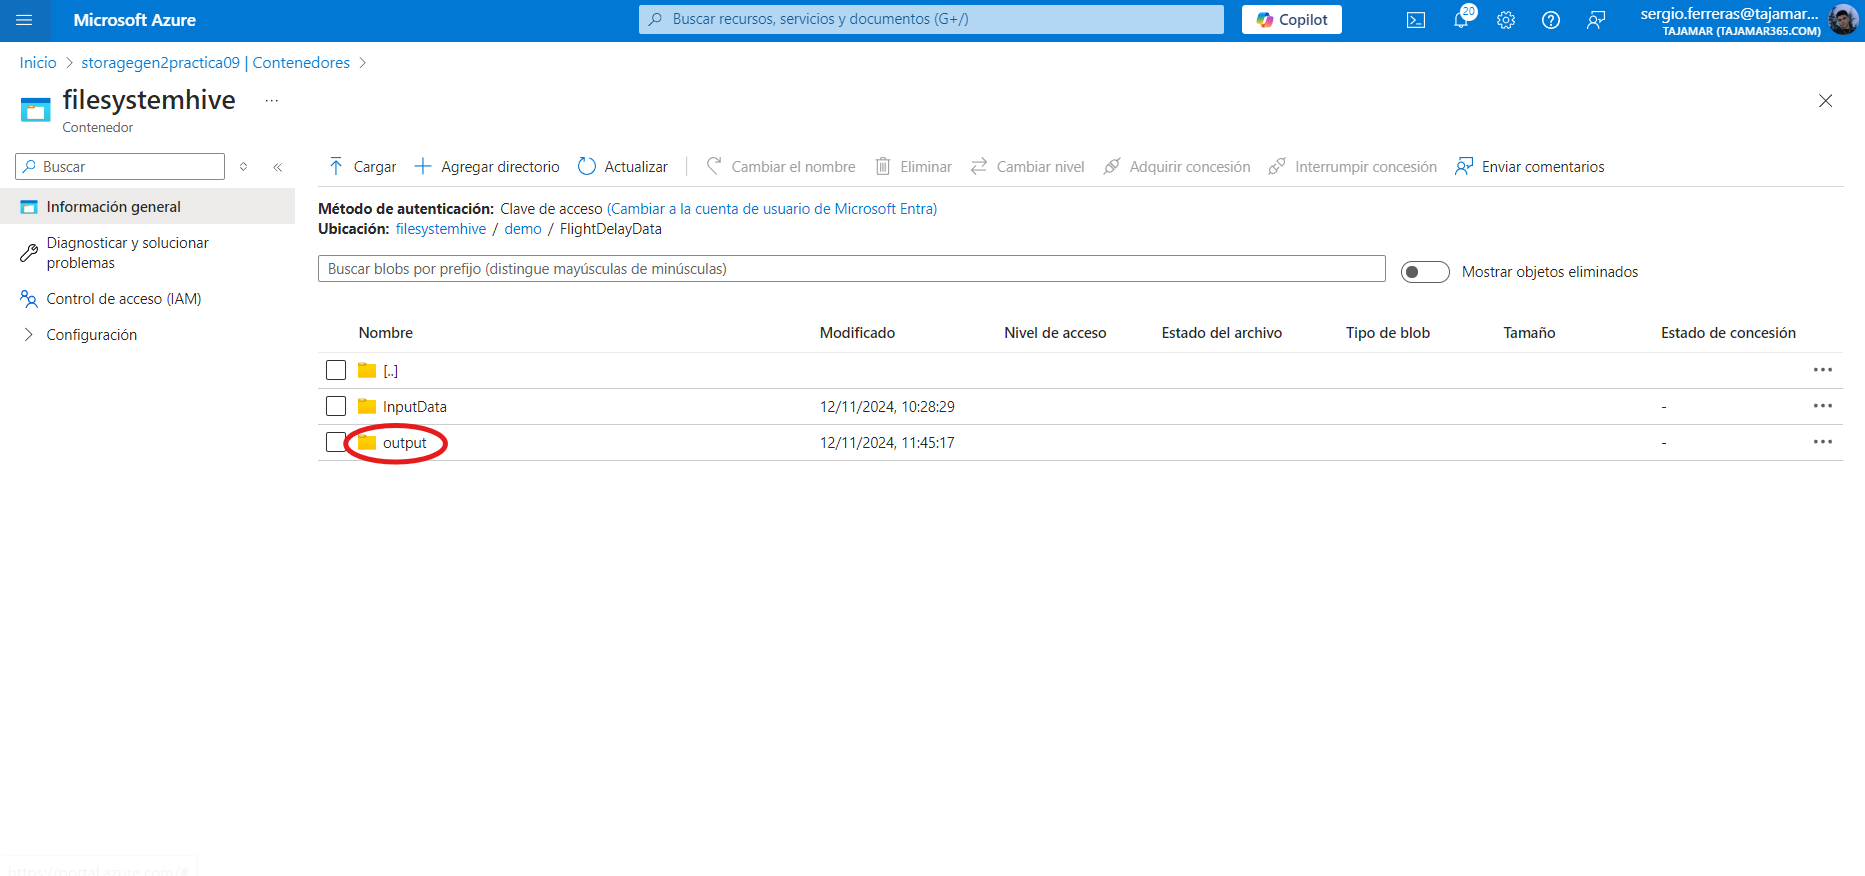 Microsoft Azure
Buscar recursos, servicios y documentos (G+/)
Copilot
20
sergio.ferreras@tajamar...
TAJAMAR (TAJAMAR365.COM)
Inicio > storagegen2practica09 | Contenedores >
filesystemhive ...
Contenedor
Buscar
Cargar
Agregar directorio
Actualizar
Cambiar el nombre
Eliminar
Cambiar nivel
Adquirir concesión
Interrumpir concesión
Enviar comentarios
Información general
Diagnosticar y solucionar
problemas
Control de acceso (IAM)
Configuración
Método de autenticación: Clave de acceso (Cambiar a la cuenta de usuario de Microsoft Entra)
Ubicación: filesystemhive / demo / FlightDelayData
Buscar blobs por prefijo (distingue mayúsculas de minúsculas)
Mostrar objetos eliminados
Nombre Modificado Nivel de acceso Estado del archivo Tipo de blob Tamaño Estado de concesión
[..]
InputData 12/11/2024, 10:28:29 -
output 12/11/2024, 11:45:17 -
https://portal.azure.com/#